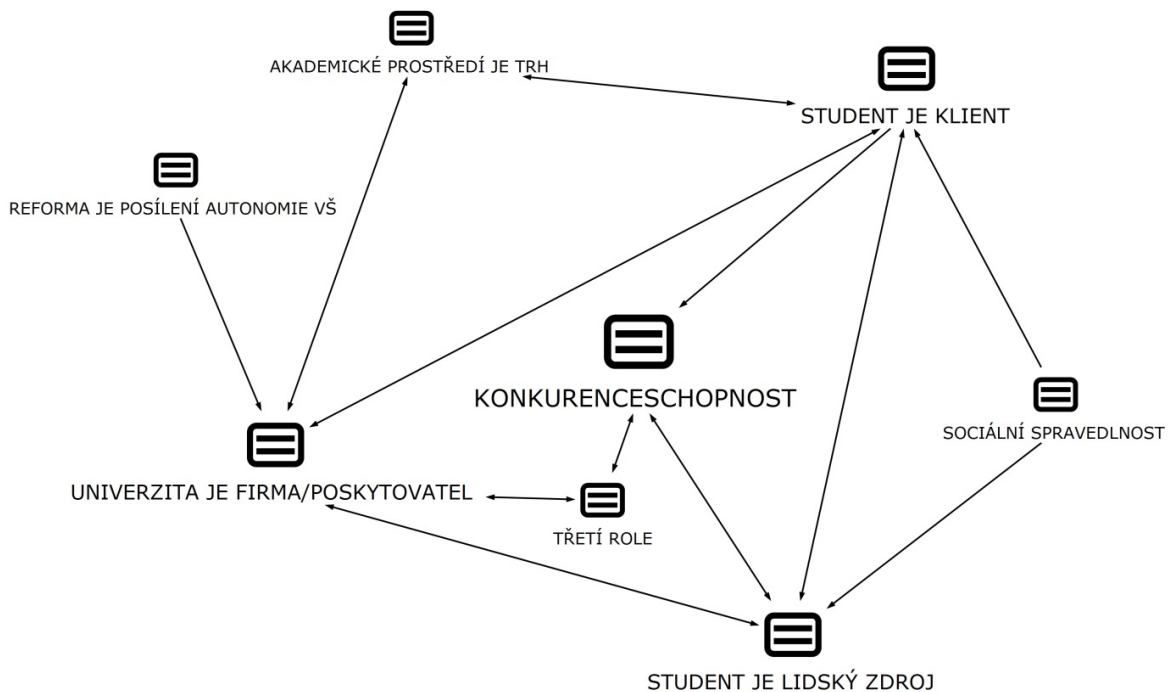 AKADEMICKÉ PROSTŘEDÍ JE TRH
STUDENT JE KLIENT
REFORMA JE POSÍLENÍ AUTONOMIE VŠ
KONKURENCESCHOPNOST
SOCIÁLNÍ SPRAVEDLNOST
UNIVERZITA JE FIRMA/POSKYTOVATEL
TŘETÍ ROLE
STUDENT JE LIDSKÝ ZDROJ